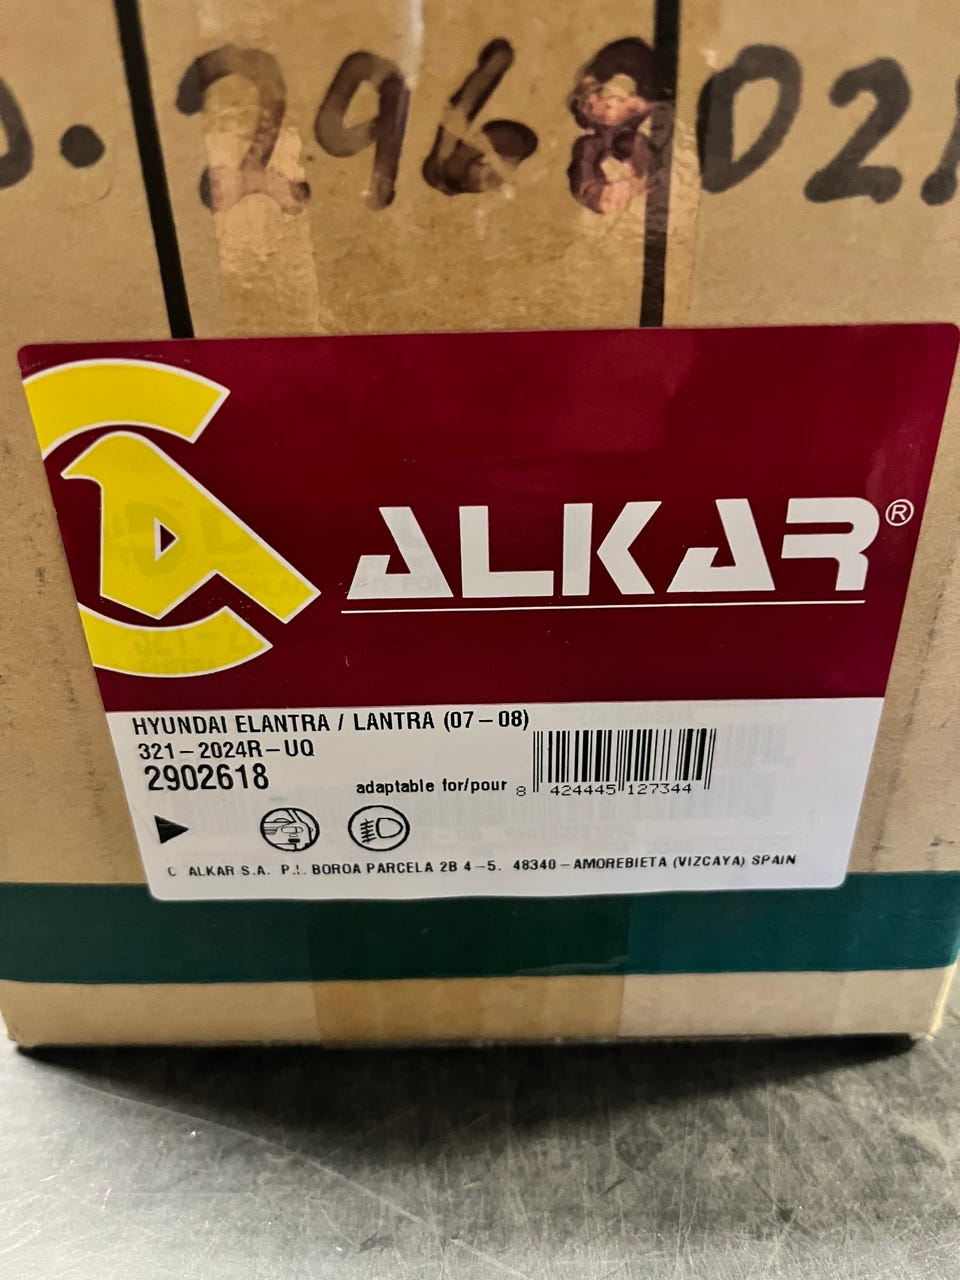 296802
ALKAR®
HYUNDAI ELANTRA / LANTRA (07-08)
321-2024R-UQ
2902618
adaptable for/pour
8 424445 127344
C ALKAR S.A. P.I. BOROA PARCELA 2B 4-5. 48340-AMOREBIETA (VIZCAYA) SPAIN